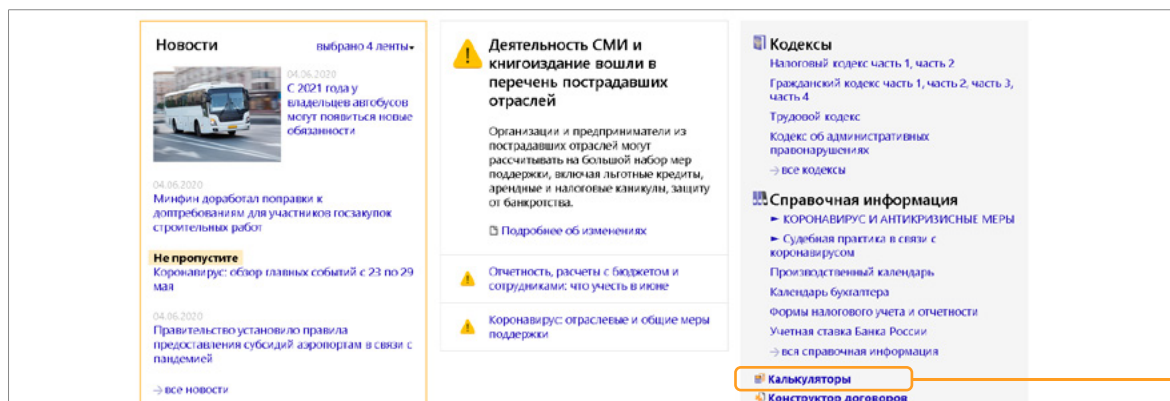 Новости
выбрано 4 ленты
04.06.2020
С 2021 года у
владельцев автобусов
могут появиться новые
обязанности
04.06.2020
Минфин доработал поправки к
доптребованиям для участников госзакупок
строительных работ
Не пропустите
Коронавирус: обзор главных событий с 23 по 29
мая
04.06.2020
Правительство установило правила
предоставления субсидий аэропортам в связи с
пандемией
→ все новости
Деятельность СМИ и
книгоиздание вошли в
перечень пострадавших
отраслей
Организации и предприниматели из
пострадавших отраслей могут
рассчитывать на большой набор мер
поддержки, включая льготные кредиты,
арендные и налоговые каникулы, защиту
от банкротства.
Подробнее об изменениях
Отчетность, расчеты с бюджетом и
сотрудниками: что учесть в июне
Коронавирус: отраслевые и общие меры
поддержки
Кодексы
Налоговый кодекс часть 1, часть 2
Гражданский кодекс часть 1, часть 2, часть 3,
часть 4
Трудовой кодекс
Кодекс об административных
правонарушениях
→ все кодексы
Справочная информация
► КОРОНАВИРУС И АНТИКРИЗИСНЫЕ МЕРЫ
► Судебная практика в связи с
коронавирусом
Производственный календарь
Календарь бухгалтера
Формы налогового учета и отчетности
Учетная ставка Банка России
→ вся справочная информация
Калькуляторы
Конструктор договоров